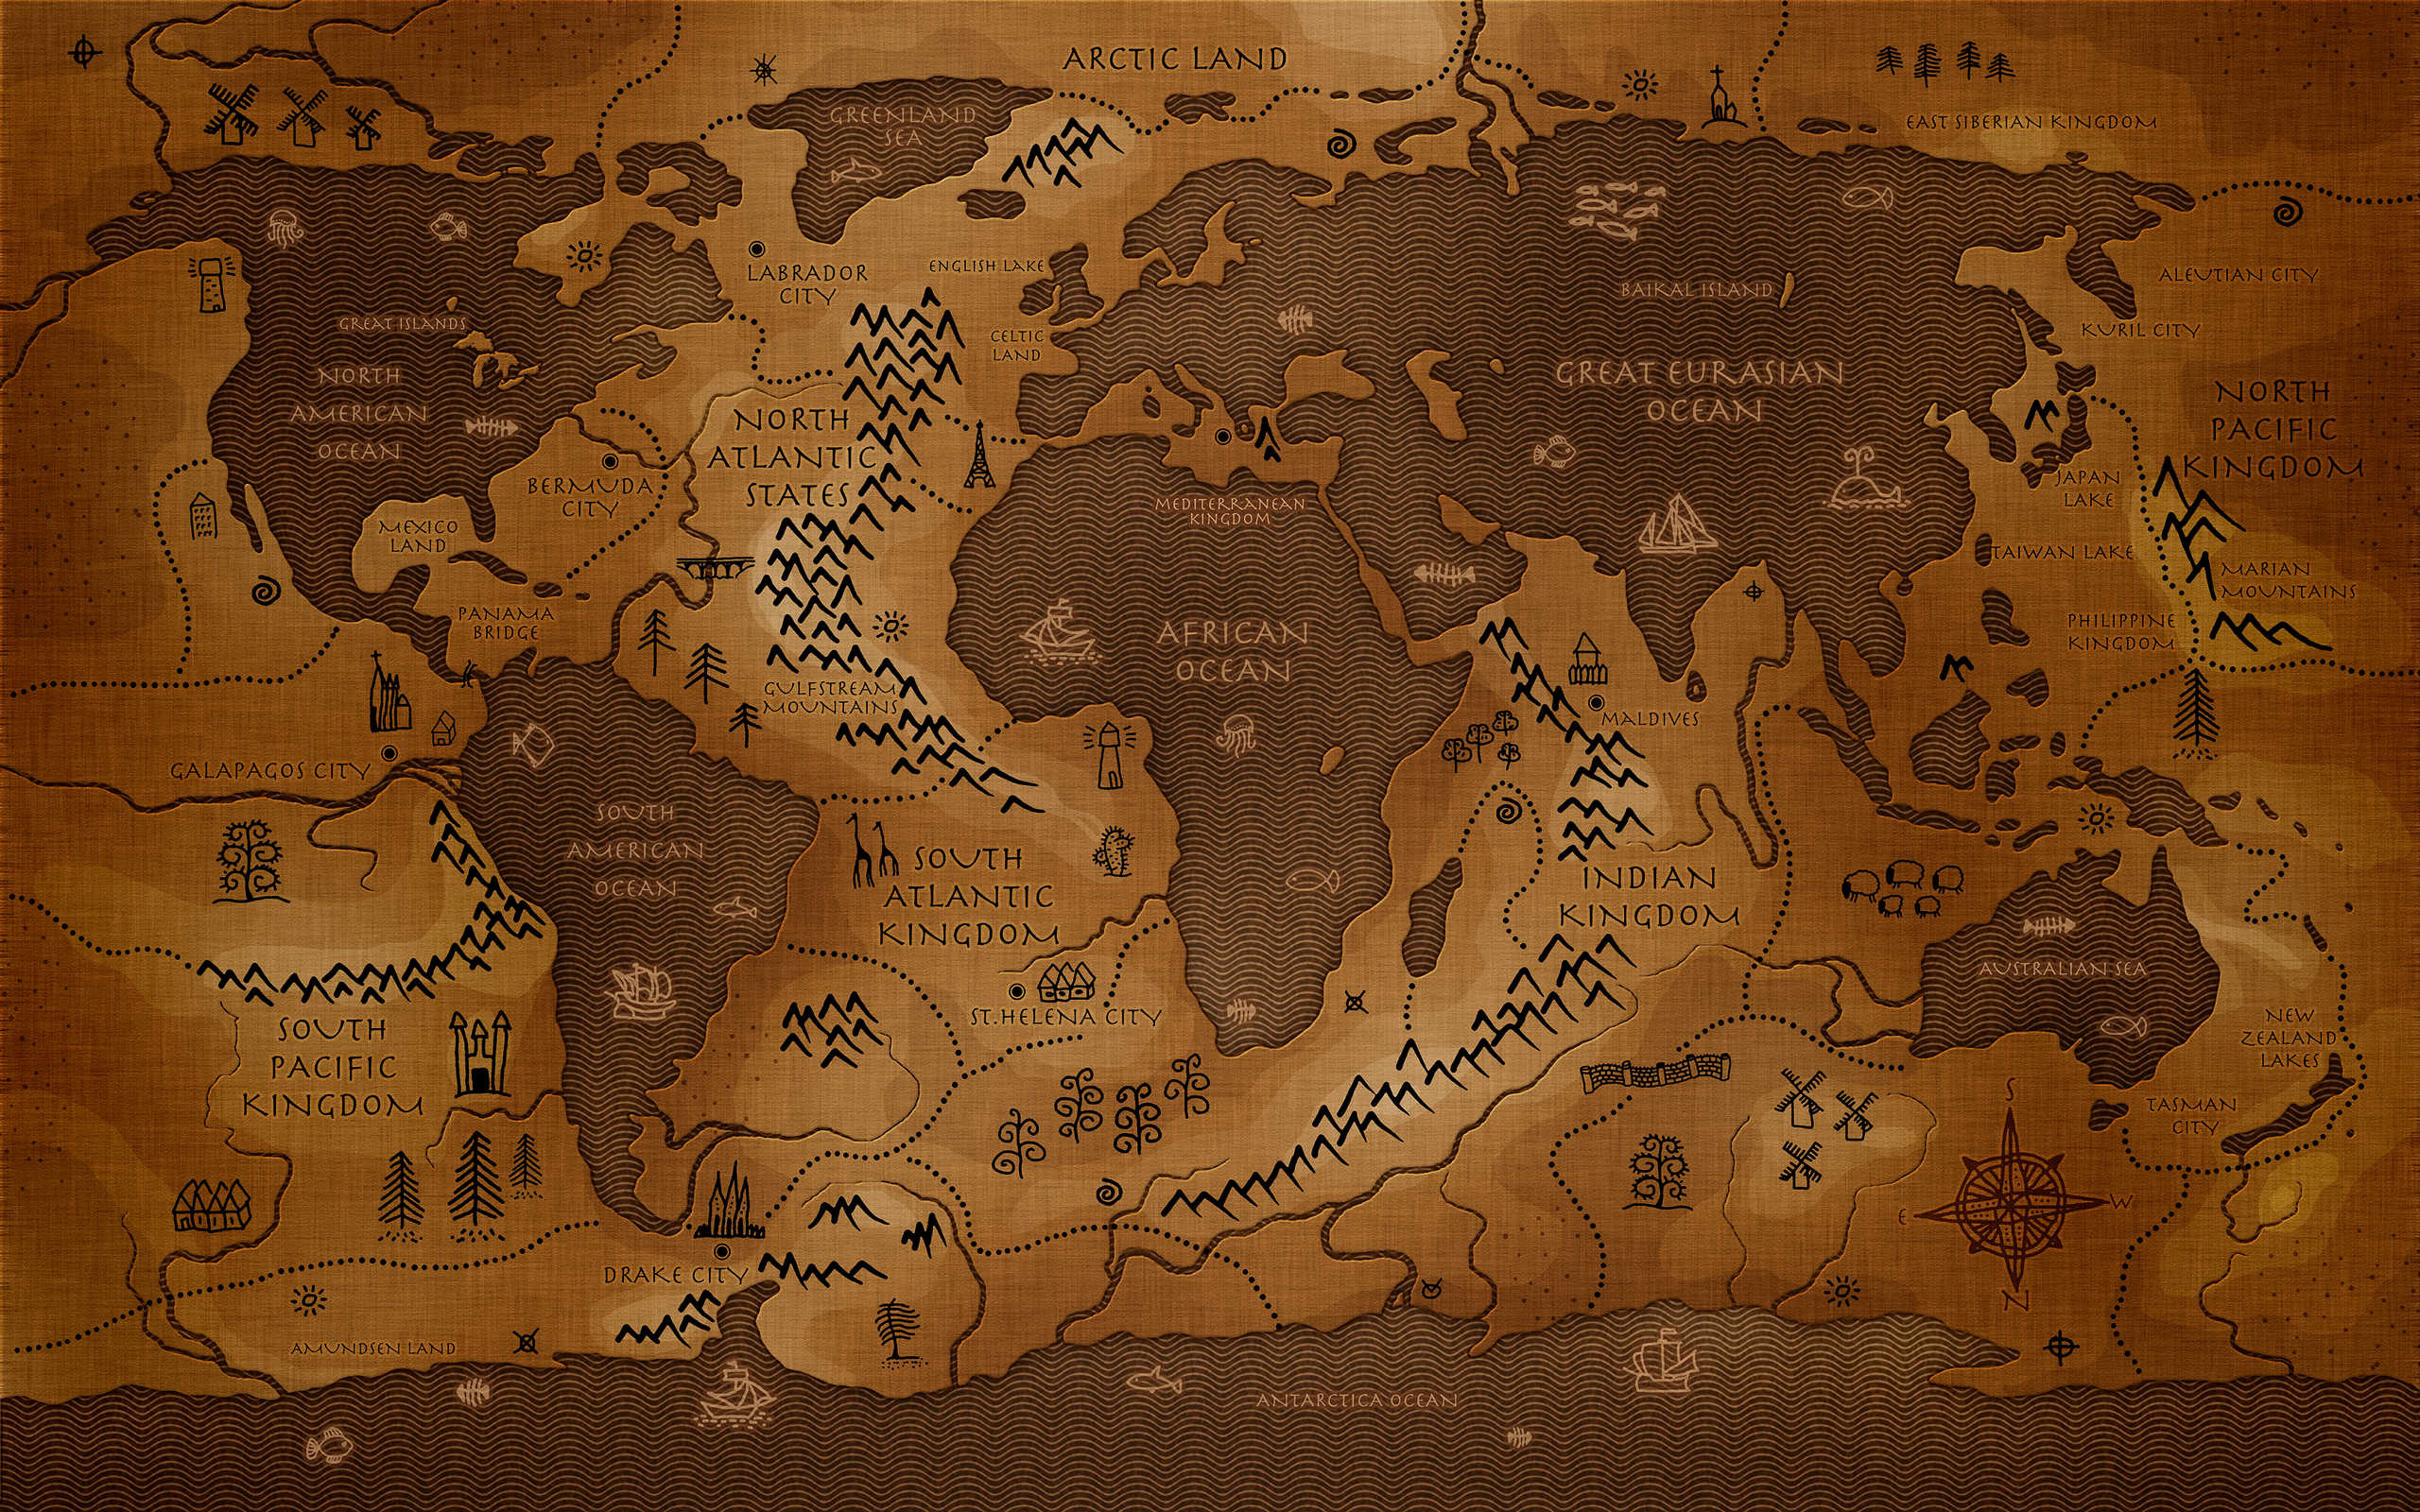 ARCTIC LAND
GREENLAND
SEA
EAST SIBERIAN KINGDOM
LABRADOR
CITY
ENGLISH LAKE
ALEUTIAN CITY
BAIKAL ISLAND
GREAT ISLANDS
CELTIC
LAND
KURIL CITY
NORTH
AMERICAN
OCEAN
GREAT EURASIAN
OCEAN
NORTH
PACIFIC
KINGDOM
NORTH
ATLANTIC
STATES
BERMUDA
CITY
JAPAN
LAKE
MEDITERRANEAN
KINGDOM
MEXICO
LAND
TAIWAN LAKE
MARIAN
MOUNTAINS
PANAMA
BRIDGE
PHILIPPINE
KINGDOM
AFRICAN
OCEAN
GULFSTREAM
MOUNTAINS
MALDIVES
GALAPAGOS CITY
SOUTH
AMERICAN
OCEAN
SOUTH
ATLANTIC
KINGDOM
INDIAN
KINGDOM
AUSTRALIAN SEA
ST.HELENA CITY
SOUTH
PACIFIC
KINGDOM
NEW
ZEALAND
LAKES
TASMAN
CITY
S
E
W
N
DRAKE CITY
AMUNDSEN LAND
ANTARCTICA OCEAN